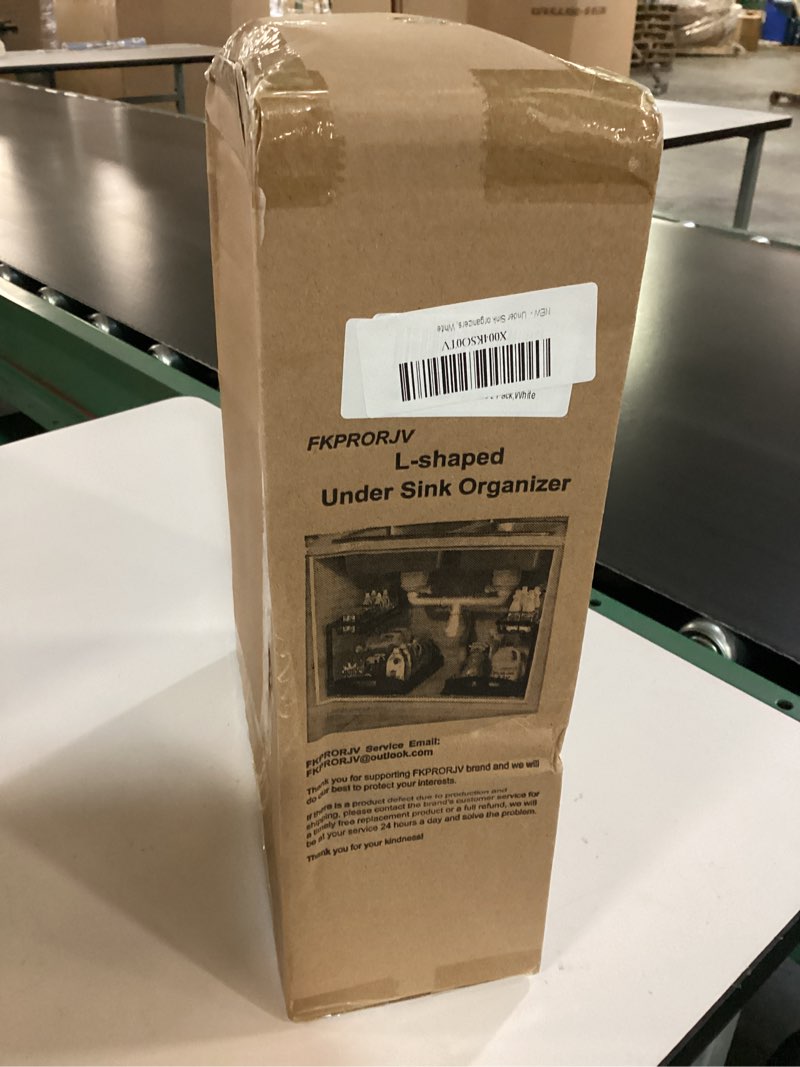 NEW - Under Sink organizers, White
X004KSO0TV
Pack,White
FKPRORJV
L-shaped
Under Sink Organizer
FKPRORJV Service Email:
FKPRORJV@outlook.com
Thank you for supporting FKPRORJV brand and we will
do our best to protect your interests.
If there is a product defect due to production and
shipping, please contact the brand's customer service for
a timely free replacement product or a full refund, we will
be at your service 24 hours a day and solve the problem.
Thank you for your kindness!